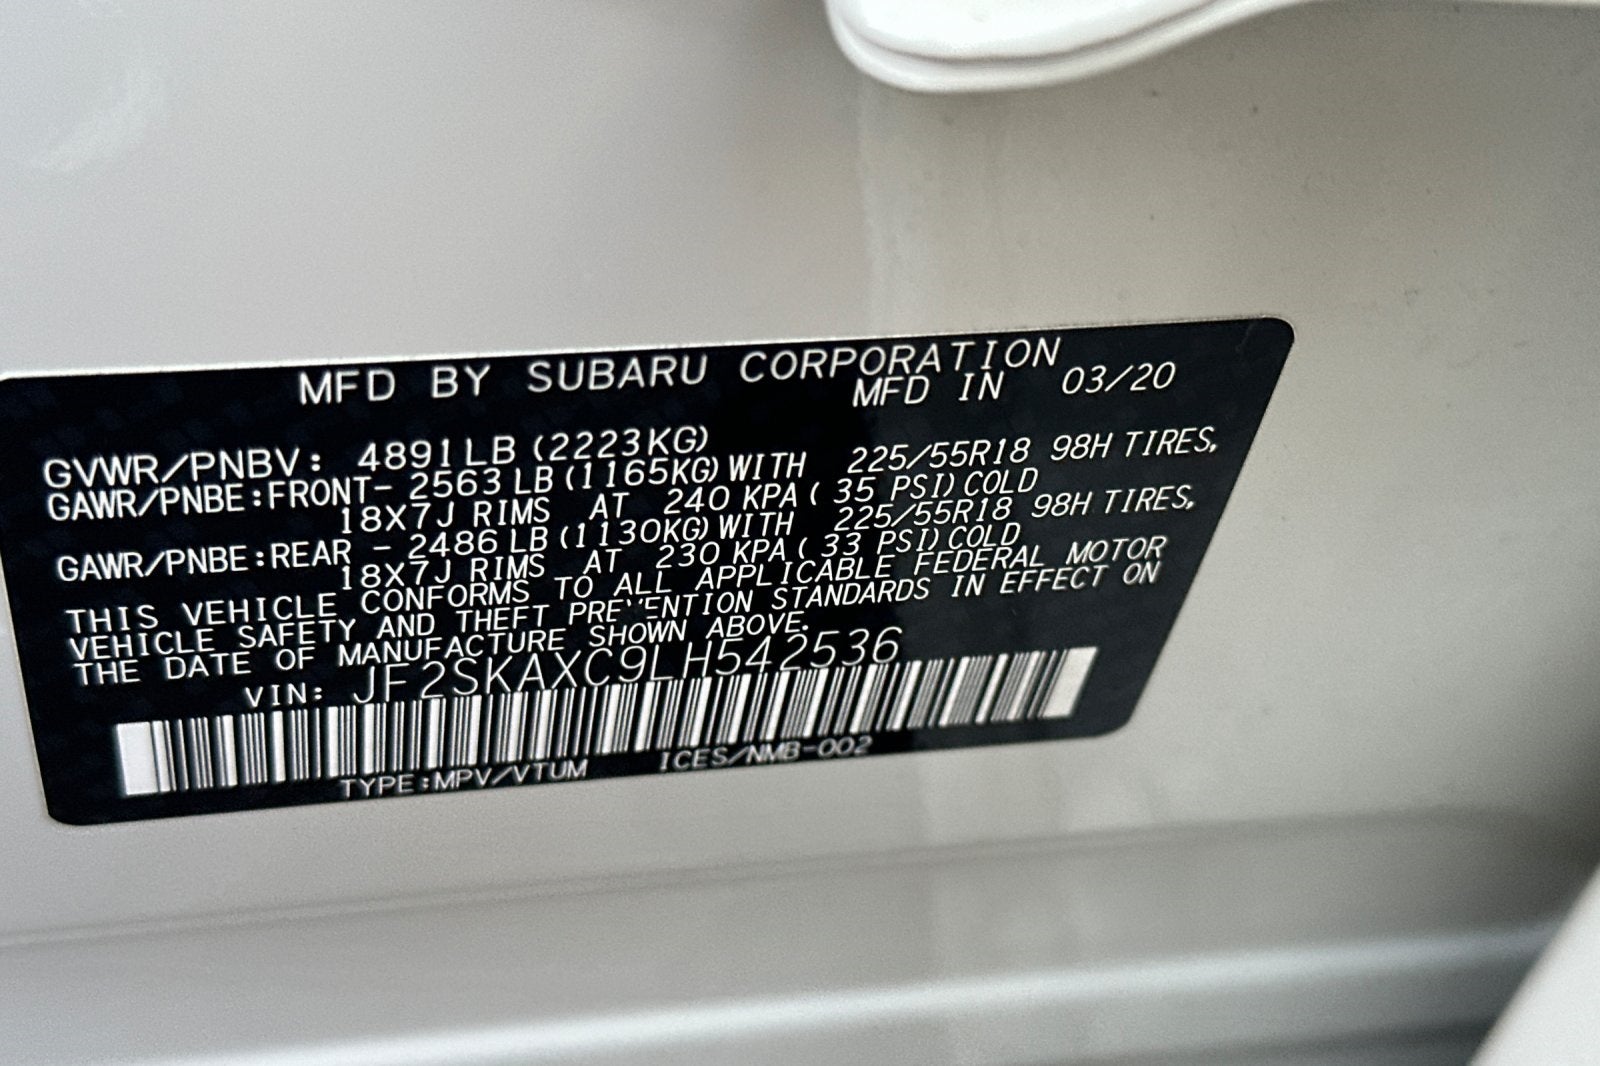 MFD BY SUBARU CORPORATION
MFD IN 03/20
GVWR/PNBV: 4891LB (2223KG)
GAWR/PNBE:FRONT- 2563 LB (1165KG) WITH 225/55R18 98H TIRES,
18X7J RIMS AT 240 KPA ( 35 PSI) COLD
GAWR/PNBE:REAR - 2486 LB (1130KG) WITH 225/55R18 98H TIRES,
18X7J RIMS AT 230 KPA ( 33 PSI) COLD
THIS VEHICLE CONFORMS TO ALL APPLICABLE FEDERAL MOTOR
VEHICLE SAFETY AND THEFT PREVENTION STANDARDS IN EFFECT ON
THE DATE OF MANUFACTURE SHOWN ABOVE.
VIN: JF2SKAXC9LH542536
TYPE:MPV/VTUM ICES/NMB-002